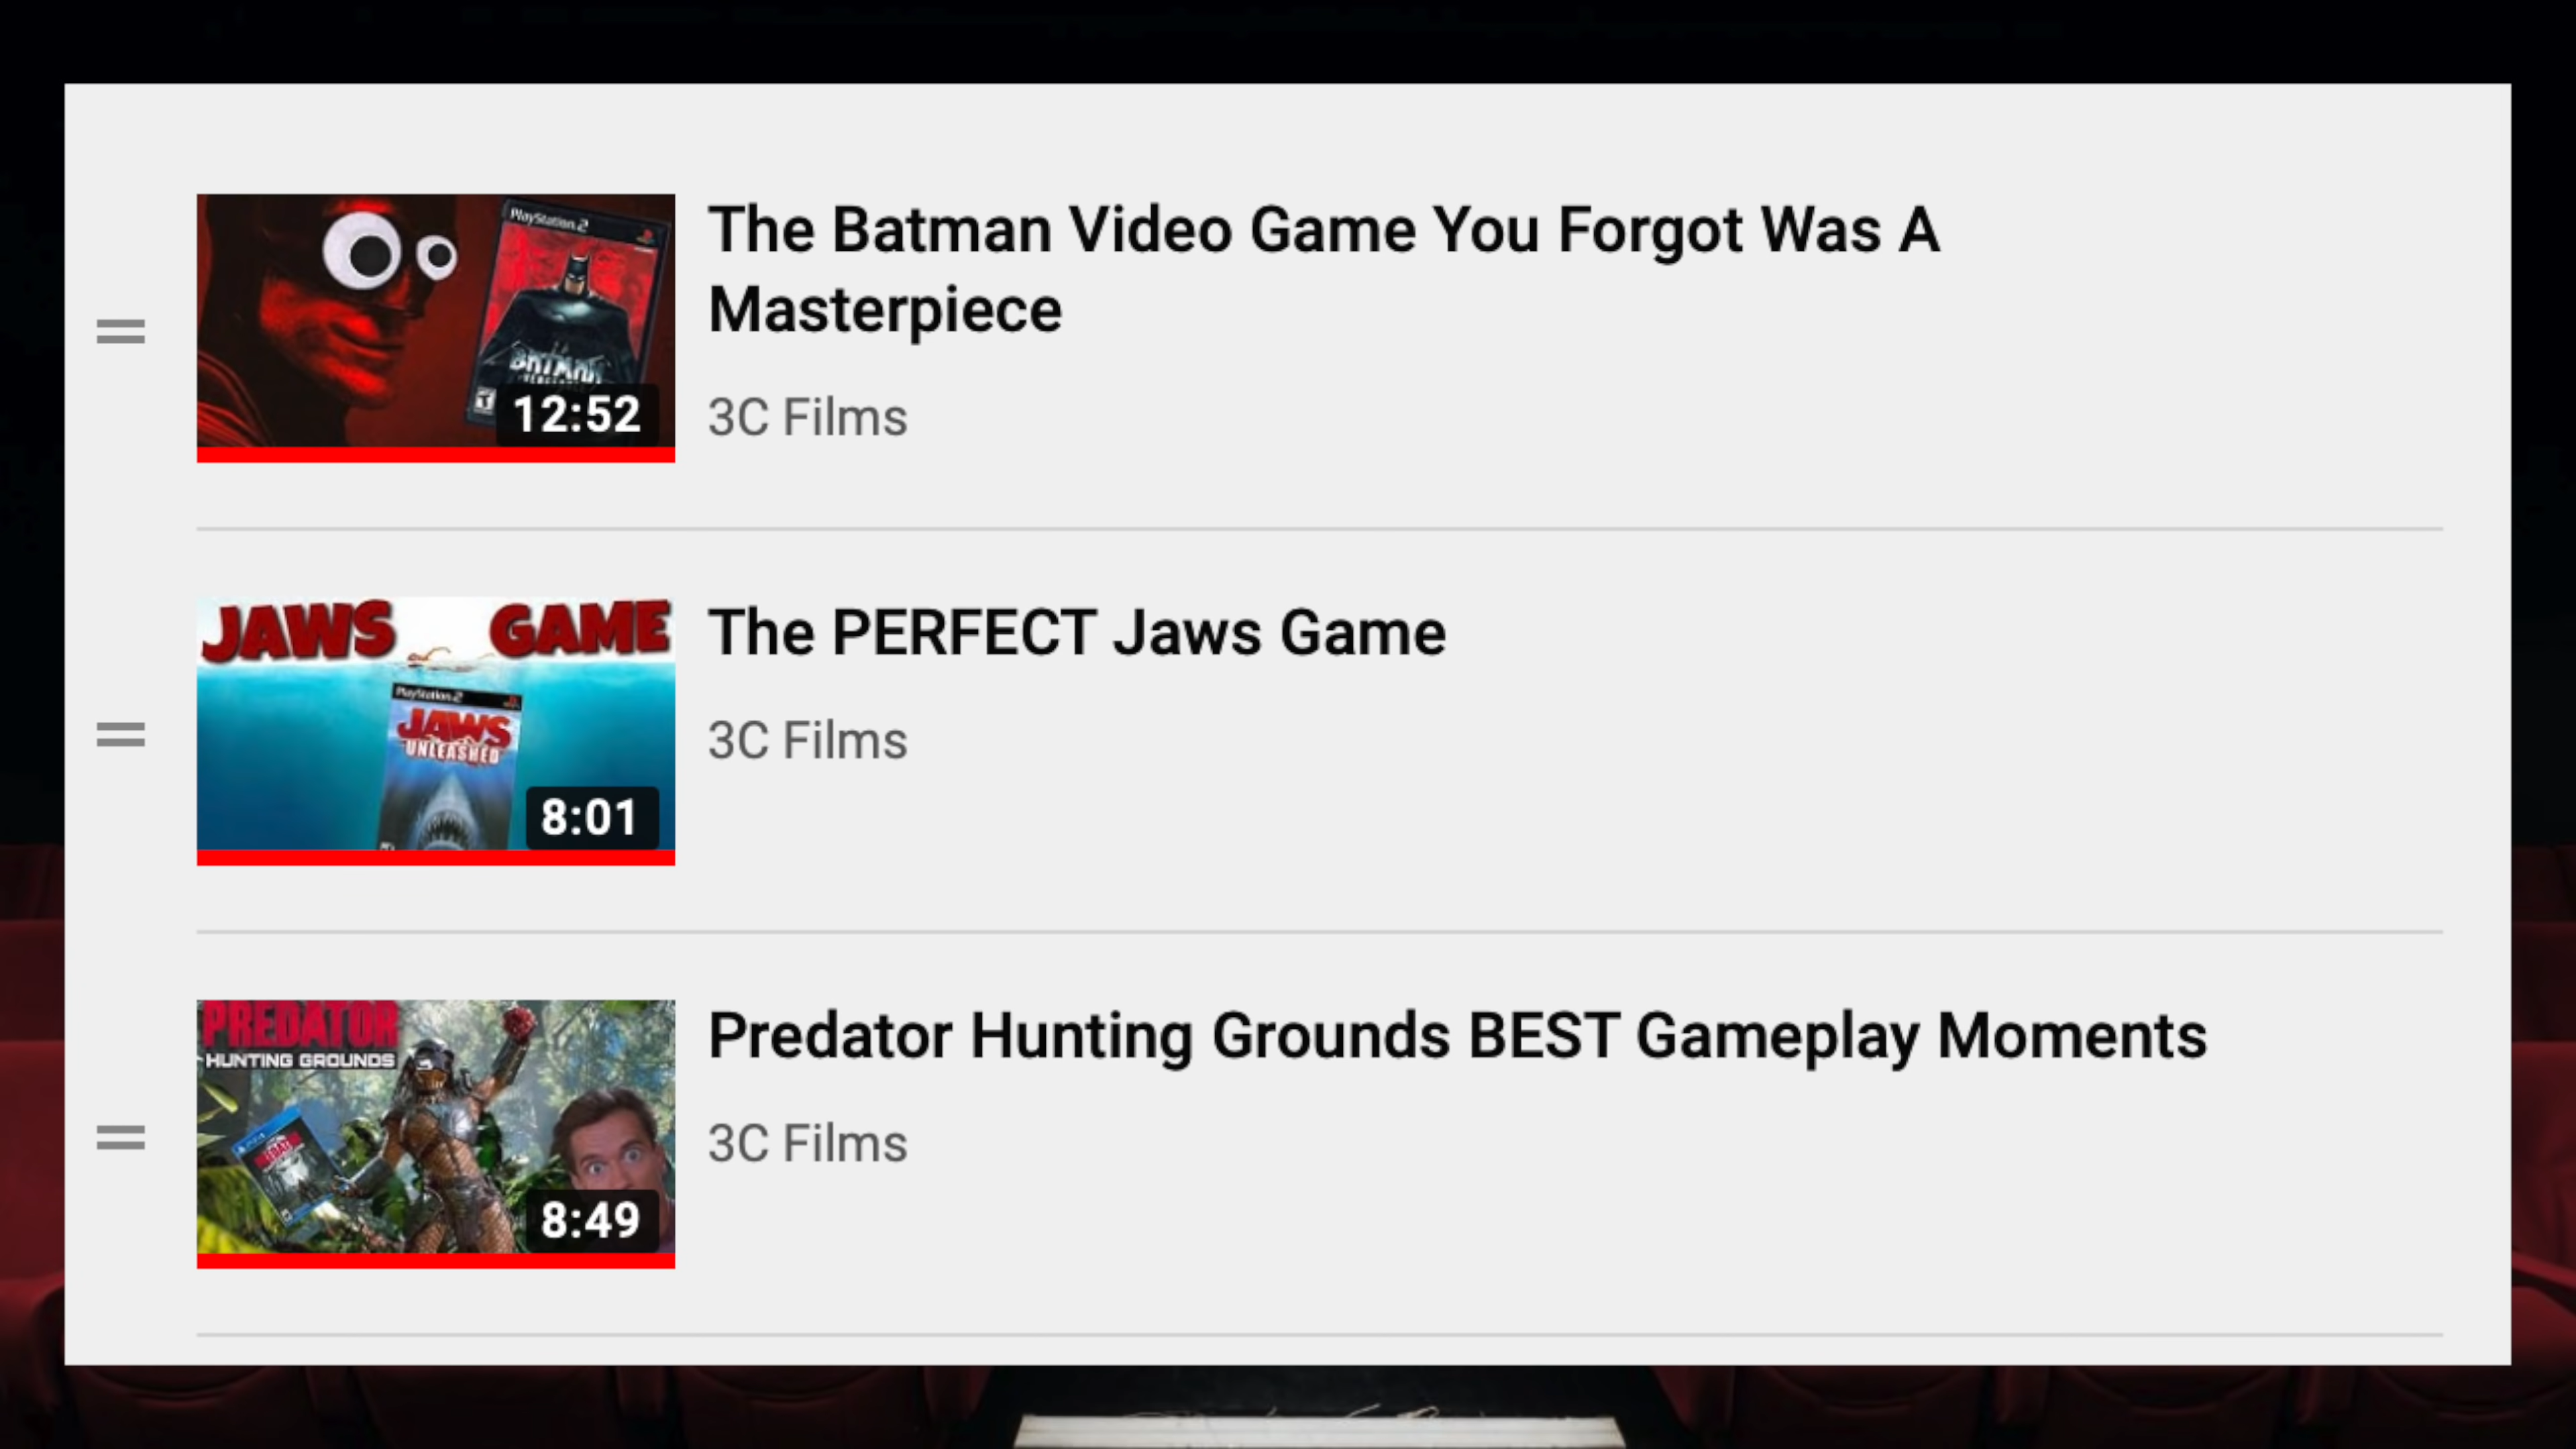 The Batman Video Game You Forgot Was A
Masterpiece
3C Films
PlayStation 2
BATMAN
12:52
The PERFECT Jaws Game
3C Films
JAWS GAME
PlayStation 2
JAWS
UNLEASHED
8:01
Predator Hunting Grounds BEST Gameplay Moments
3C Films
PREDATOR
HUNTING GROUNDS
8:49